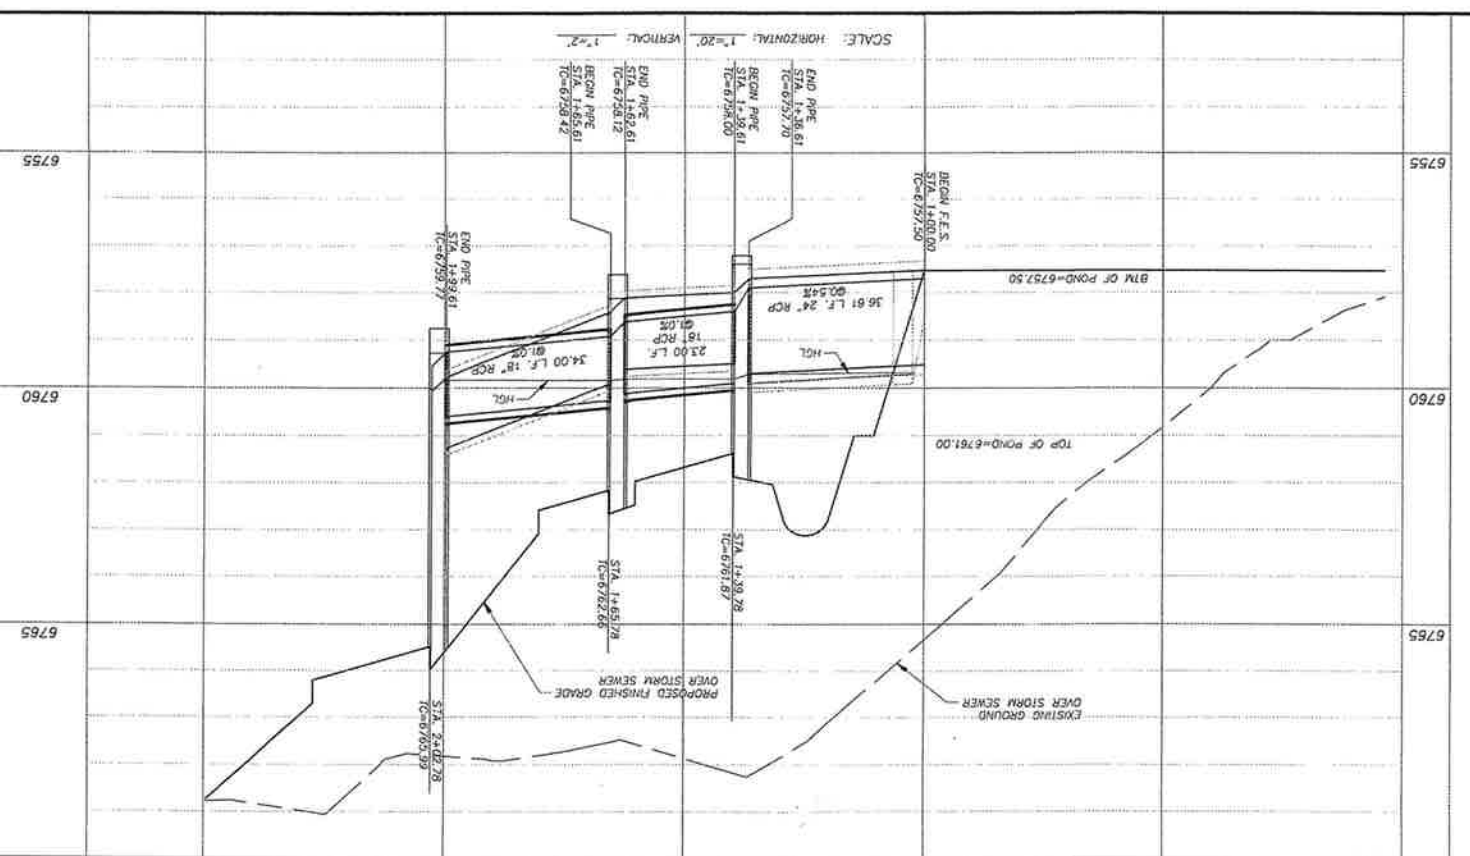 STA. 2+02.78
TC=6765.99
EXISTING GROUND
OVER STORM SEWER
PROPOSED FINISHED GRADE
OVER STORM SEWER
6765
6765
STA. 1+39.78
TC=6761.87
STA. 1+65.78
TC=6762.66
TOP OF POND=6761.00
6760
6760
HGL
HGL
36.61 L.F. 24" RCP
@0.54%
23.00 L.F.
18" RCP
@1.0%
34.00 L.F. 18" RCP
@1.0%
BTM OF POND=6757.50
BEGIN F.E.S.
STA. 1+00.00
TC=6757.50
END PIPE
STA. 1+99.61
TC=6759.77
6755
6755
END PIPE
STA. 1+36.61
TC=6757.70
BEGIN PIPE
STA. 1+39.61
TC=6758.00
END PIPE
STA. 1+62.61
TC=6758.12
BEGIN PIPE
STA. 1+65.61
TC=6758.42
SCALE: HORIZONTAL: 1"=20' VERTICAL: 1"=2'